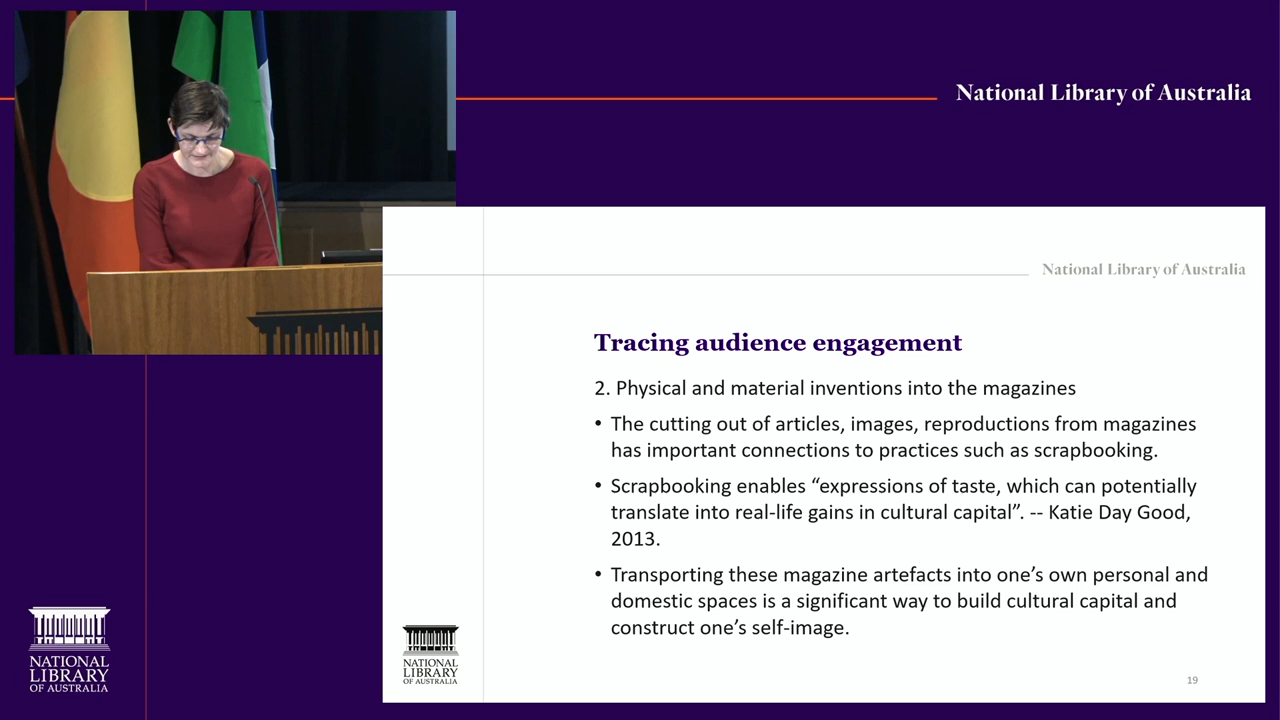 National Library of Australia
National Library of Australia
Tracing audience engagement
2. Physical and material inventions into the magazines
• The cutting out of articles, images, reproductions from magazines
has important connections to practices such as scrapbooking.
• Scrapbooking enables “expressions of taste, which can potentially
translate into real-life gains in cultural capital”. -- Katie Day Good,
2013.
• Transporting these magazine artefacts into one’s own personal and
domestic spaces is a significant way to build cultural capital and
construct one’s self-image.
NATIONAL
LIBRARY
OF AUSTRALIA
NATIONAL
LIBRARY
OF AUSTRALIA
19